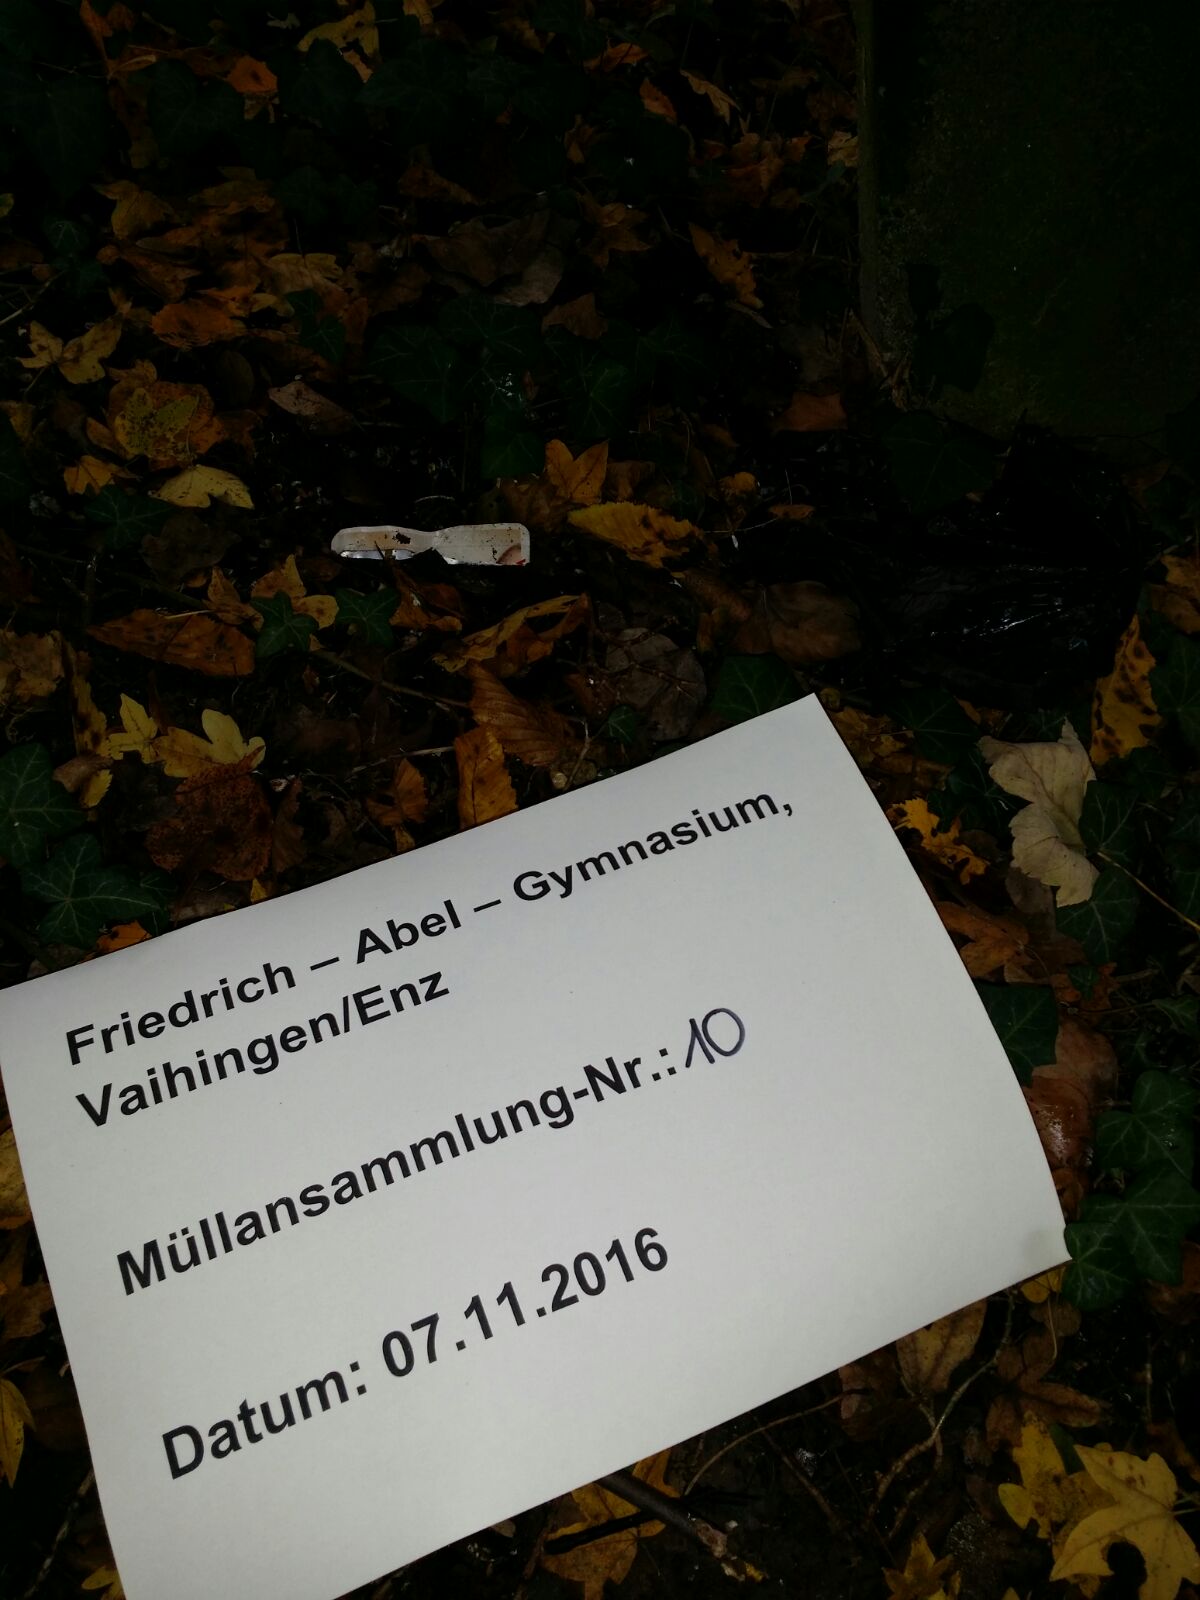 Friedrich – Abel – Gymnasium,
Vaihingen/Enz
Müllansammlung-Nr.: 10
Datum: 07.11.2016